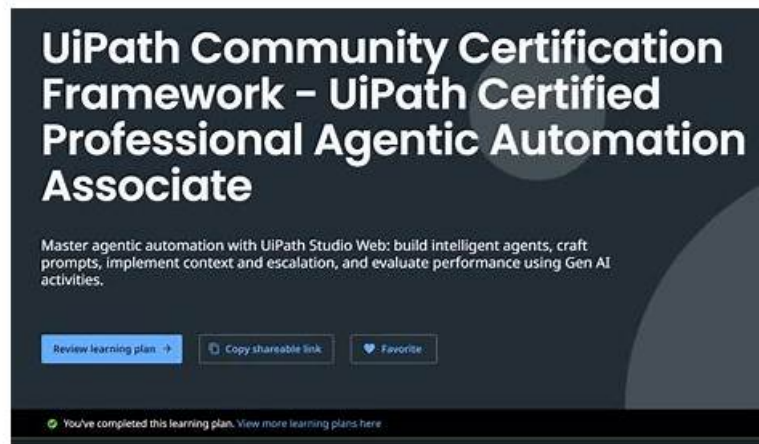 UiPath Community Certification
Framework – UiPath Certified
Professional Agentic Automation
Associate
Master agentic automation with UiPath Studio Web: build intelligent agents, craft
prompts, implement context and escalation, and evaluate performance using Gen AI
activities.
Review learning plan → Copy shareable link Favorite
You've completed this learning plan. View more learning plans here